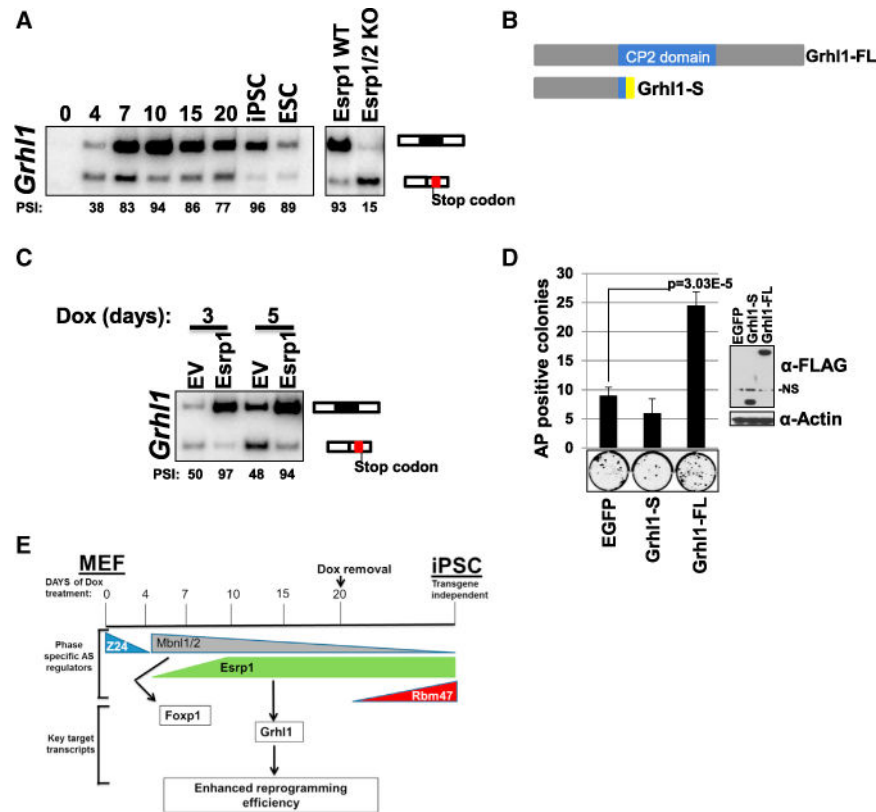 A
0 4 7 10 15 20 iPSC ESC
Esrp1 WT
Esrp1/2 KO
Grhl1
Stop codon
PSI: 38 83 94 86 77 96 89 93 15
B
CP2 domain
Grhl1-FL
Grhl1-S
C
Dox (days): 3 5
EV Esrp1 EV Esrp1
Grhl1
Stop codon
PSI: 50 97 48 94
D
AP positive colonies
30
25
20
15
10
5
0
p=3.03E-5
EGFP
Grhl1-S
Grhl1-FL
EGFP
Grhl1-S
Grhl1-FL
α-FLAG
-NS
α-Actin
E
MEF
iPSC
Dox removal
Transgene
independent
DAYS of Dox
treatment:
0 4 7 10 15 20
Phase
specific AS
regulators
Z24
Mbnl1/2
Esrp1
Rbm47
Key target
transcripts
Foxp1
Grhl1
Enhanced reprogramming
efficiency